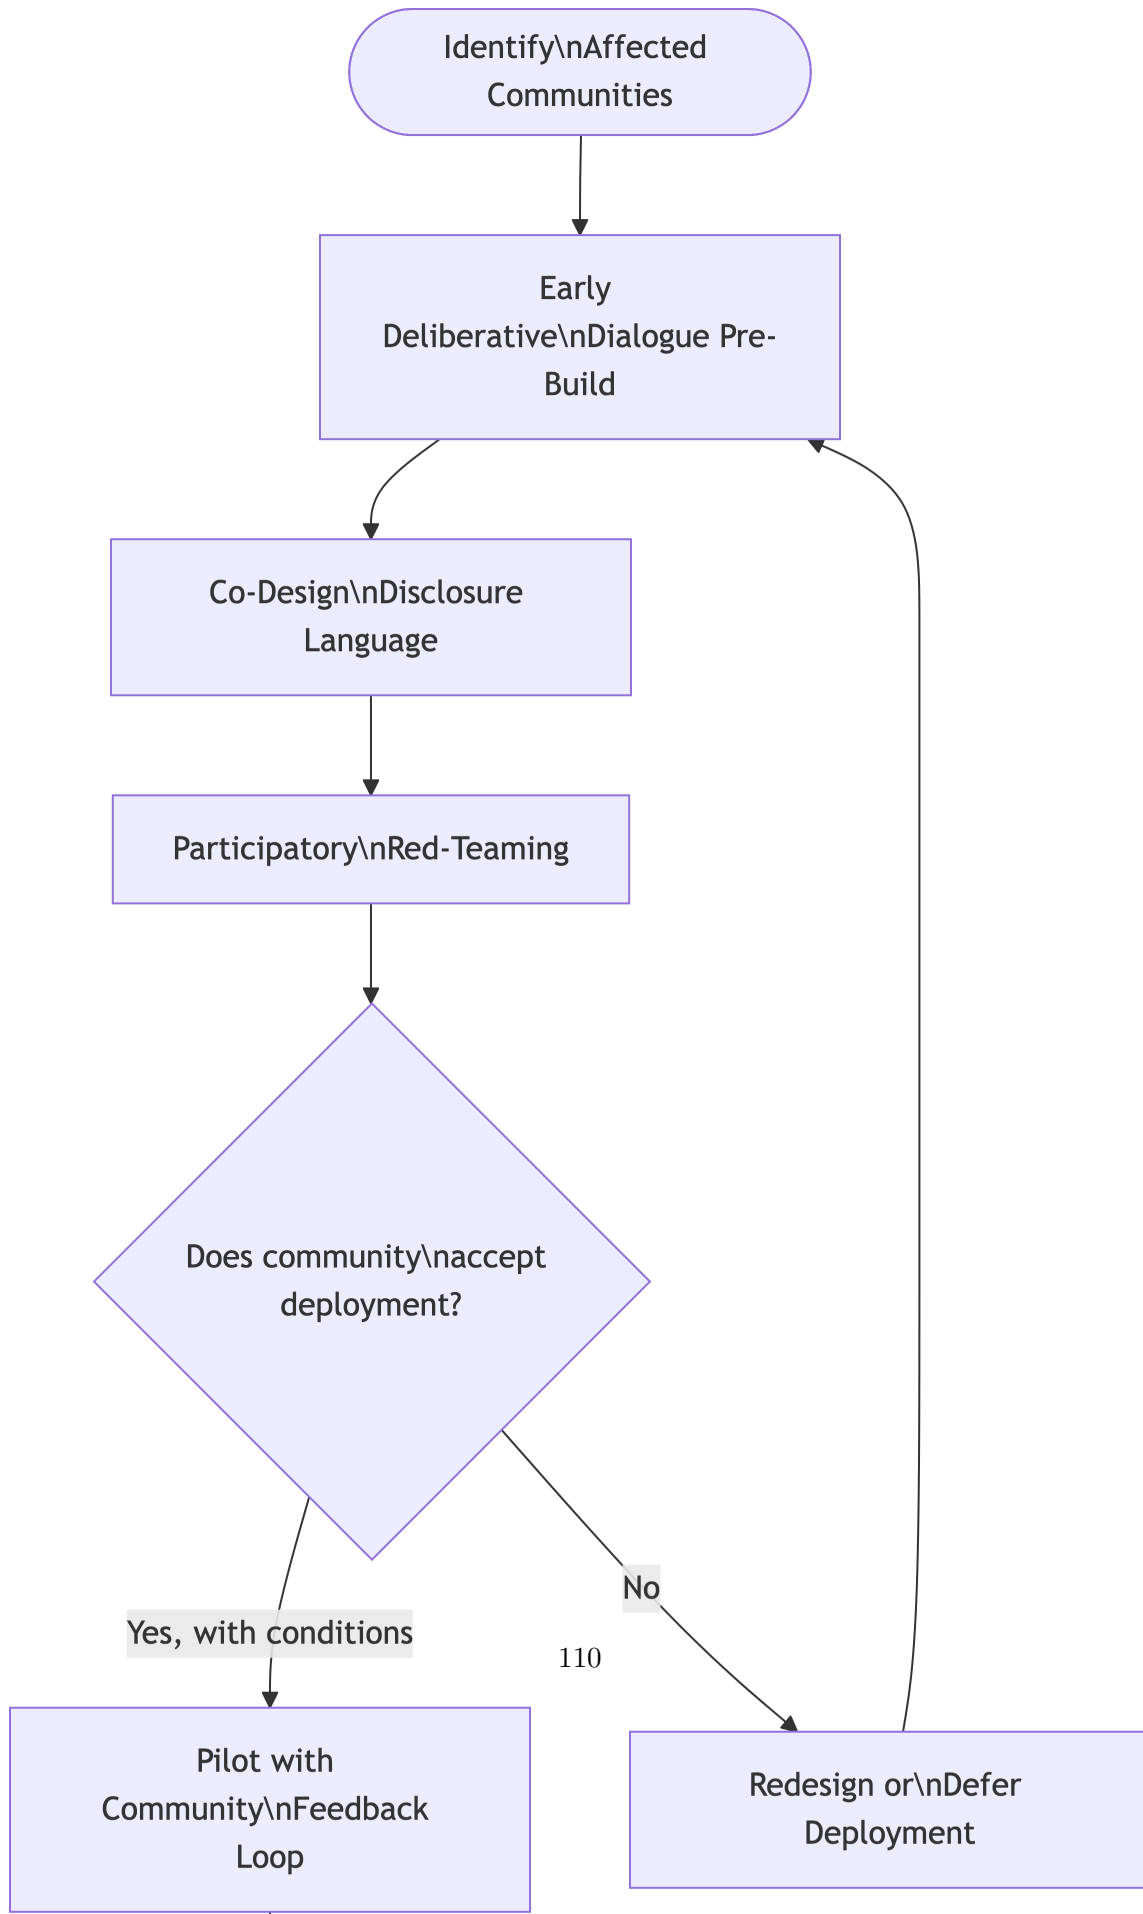 Identify\nAffected
Communities
Early
Deliberative\nDialogue Pre-
Build
Co-Design\nDisclosure
Language
Participatory\nRed-Teaming
Does community\naccept
deployment?
No
Yes, with conditions
110
Pilot with
Community\nFeedback
Loop
Redesign or\nDefer
Deployment